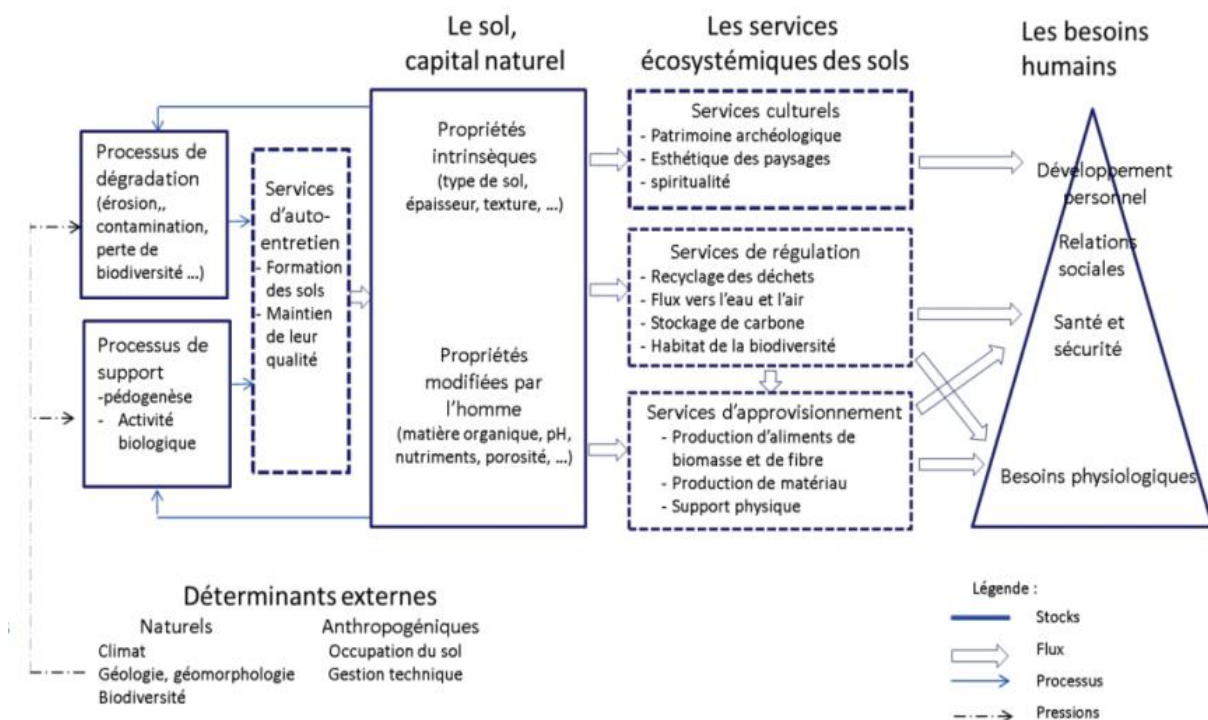 Le sol,
capital naturel
Les services
écosystémiques des sols
Les besoins
humains
Processus de
dégradation
(érosion,,
contamination,
perte de
biodiversité ...)
Processus de
support
-pédogenèse
- Activité
biologique
Services
d'auto-
entretien
- Formation
des sols
- Maintien
de leur
qualité
Propriétés
intrinsèques
(type de sol,
épaisseur, texture, ...)
Propriétés
modifiées par
l'homme
(matière organique, pH,
nutriments, porosité, ...)
Services culturels
- Patrimoine archéologique
- Esthétique des paysages
- spiritualité
Services de régulation
- Recyclage des déchets
- Flux vers l'eau et l'air
- Stockage de carbone
- Habitat de la biodiversité
Services d'approvisionnement
- Production d'aliments de
biomasse et de fibre
- Production de matériau
- Support physique
Développement
personnel
Relations
sociales
Santé et
sécurité
Besoins physiologiques
Déterminants externes
Naturels
Climat
Géologie, géomorphologie
Biodiversité
Anthropogéniques
Occupation du sol
Gestion technique
Légende :
Stocks
Flux
Processus
Pressions